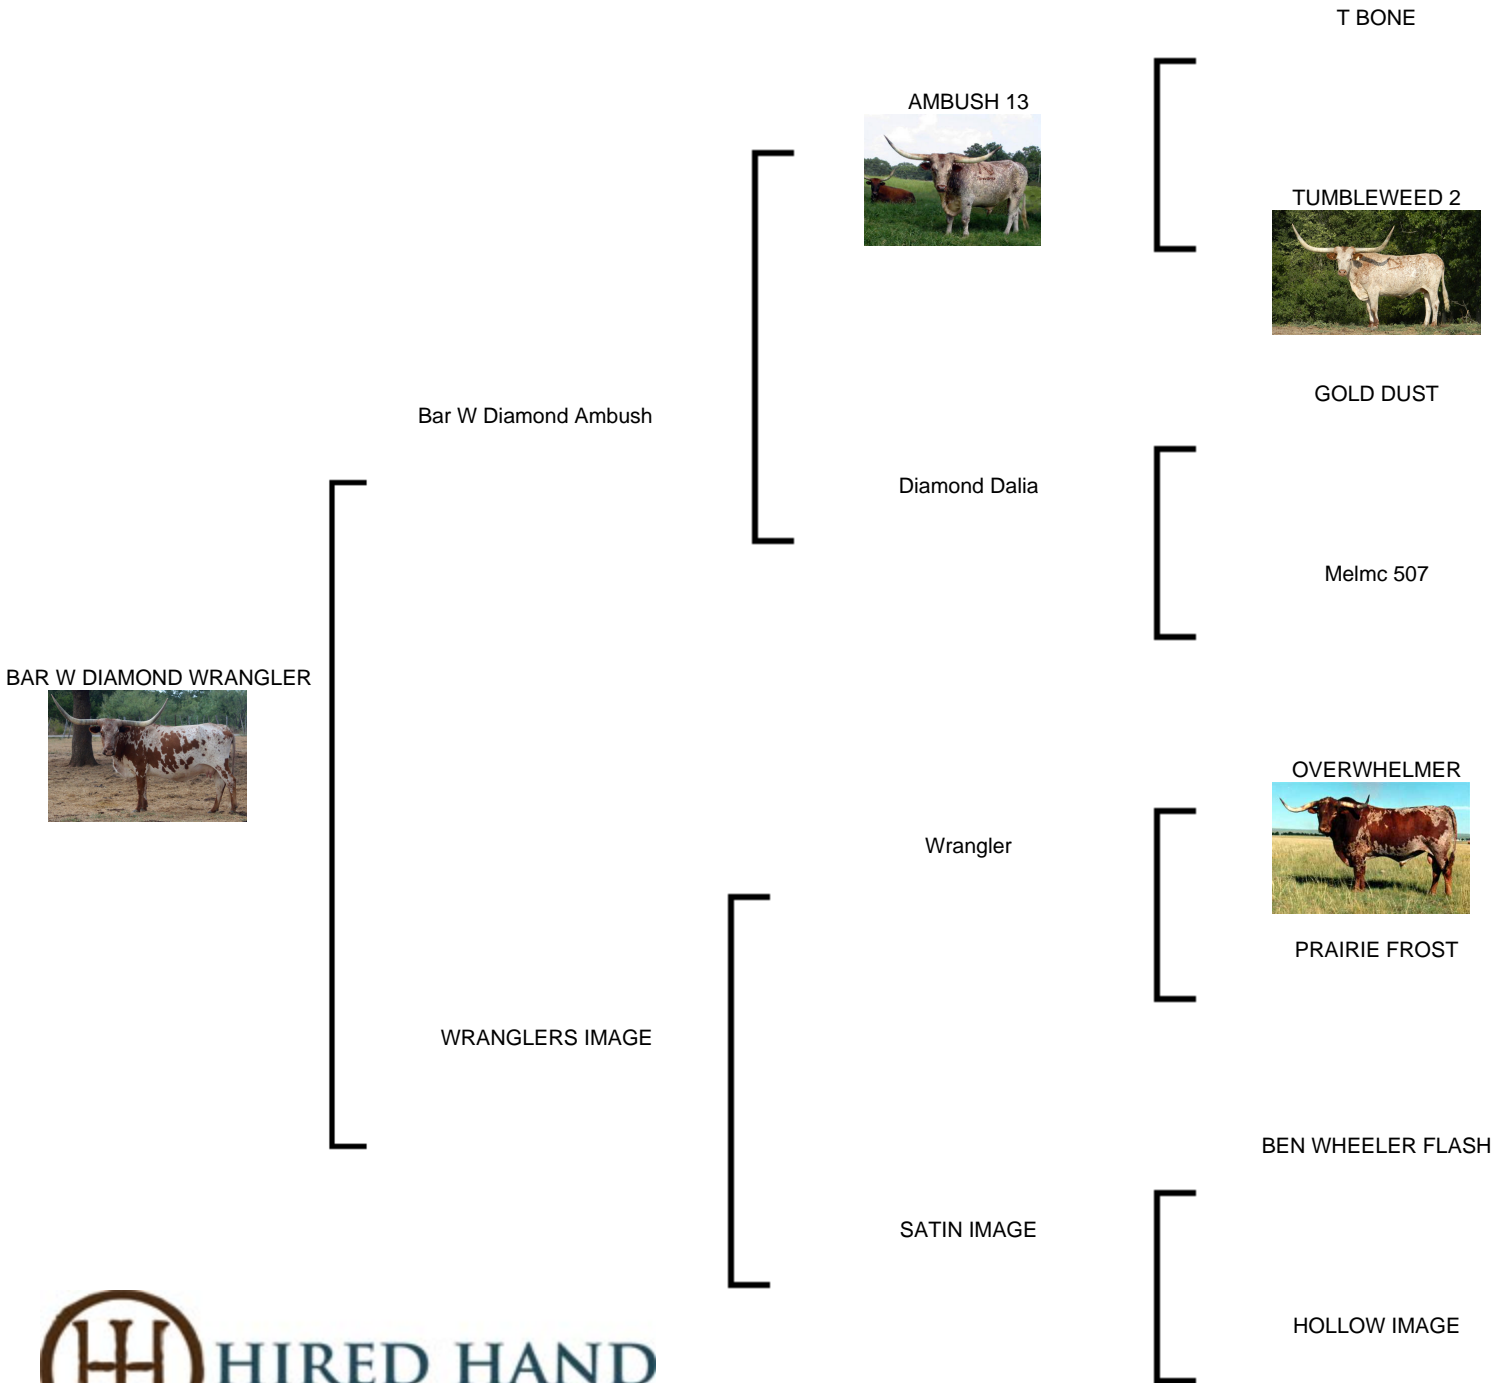 T BONE
AMBUSH 13
TUMBLEWEED 2
GOLD DUST
Bar W Diamond Ambush
Diamond Dalia
Melmc 507
BAR W DIAMOND WRANGLER
OVERWHELMER
Wrangler
PRAIRIE FROST
WRANGLERS IMAGE
BEN WHEELER FLASH
SATIN IMAGE
HOLLOW IMAGE
HIRED HAND